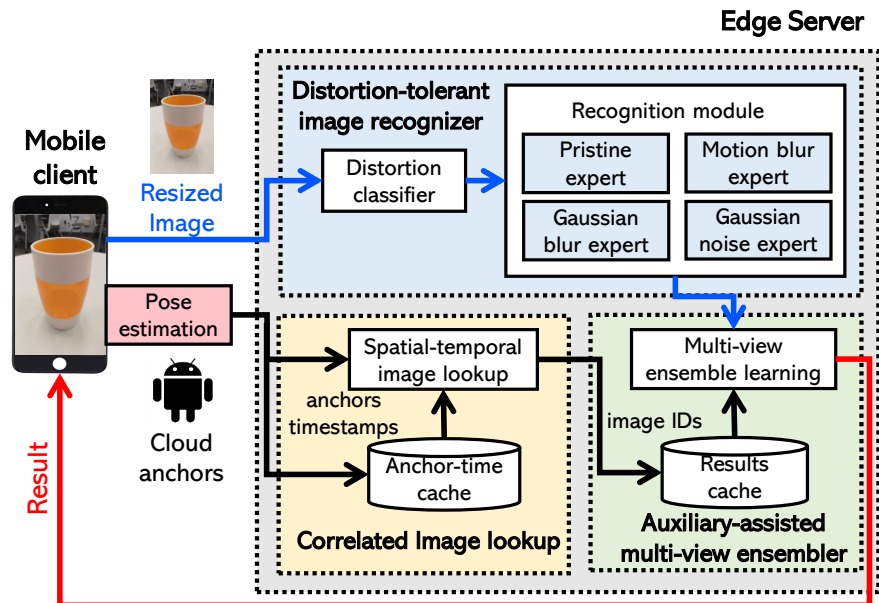 Edge Server
Mobile
client
Resized
Image
Distortion-tolerant
image recognizer
Distortion
classifier
Recognition module
Pristine
expert
Motion blur
expert
Gaussian
blur expert
Gaussian
noise expert
Pose
estimation
Cloud
anchors
Result
Spatial-temporal
image lookup
anchors
timestamps
Anchor-time
cache
Correlated Image lookup
Multi-view
ensemble learning
image IDs
Results
cache
Auxiliary-assisted
multi-view ensembler